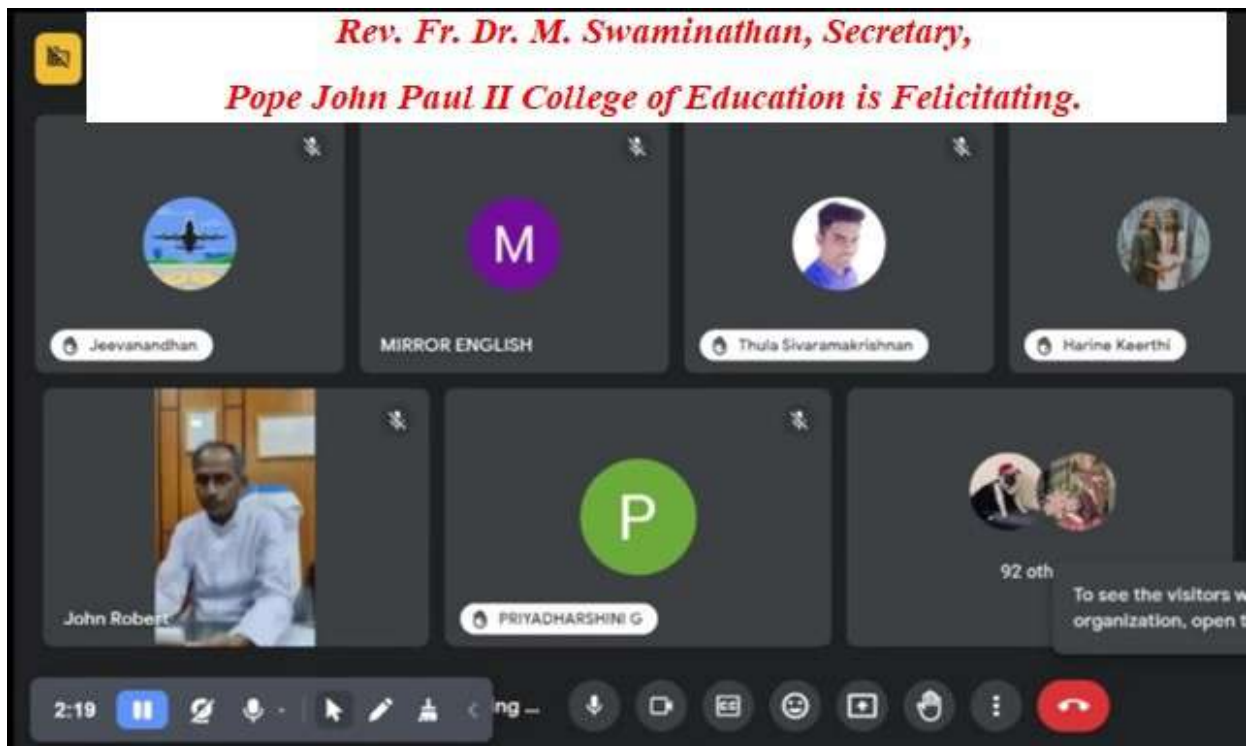 Rev. Fr. Dr. M. Swaminathan, Secretary,
Pope John Paul II College of Education is Felicitating.
Jeevanandhan
M
MIRROR ENGLISH
Thula Sivaramakrishnan
Harine Keerthi
John Robert
P
PRIYADHARSHINI G
92 oth
To see the visitors w
organization, open t
2:19
ing ...
CC